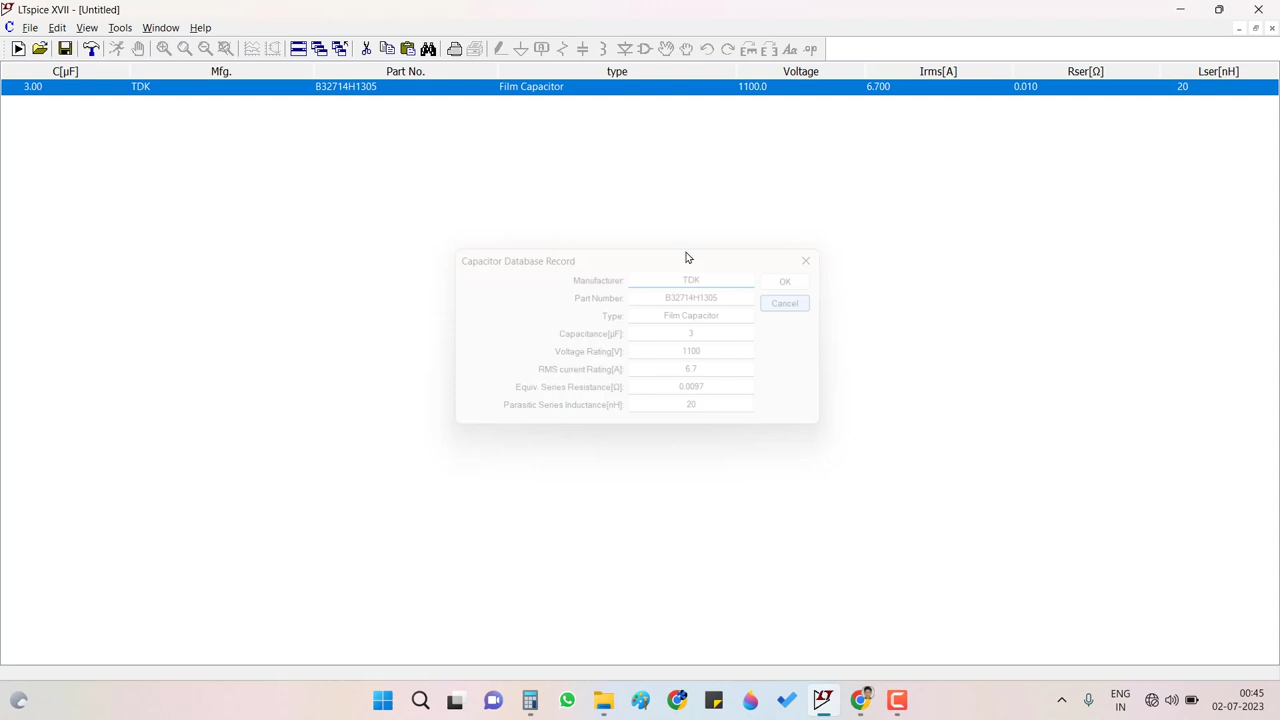 LTspice XVII - [Untitled]
File Edit View Tools Window Help
C[µF] Mfg. Part No. type Voltage Irms[A] Rser[Ω] Lser[nH]
3.00 TDK B32714H1305 Film Capacitor 1100.0 6.700 0.010 20
Capacitor Database Record
Manufacturer: TDK OK
Part Number: B32714H1305
Cancel
Type: Film Capacitor
Capacitance[µF]: 3
Voltage Rating[V]: 1100
RMS current Rating[A]: 6.7
Equiv. Series Resistance[Ω]: 0.0097
Parasitic Series Inductance[nH]: 20
ENG
IN
00:45
02-07-2023